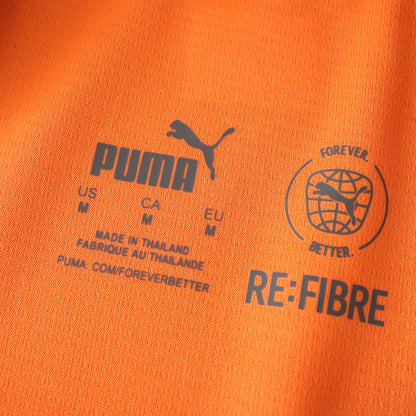 PUMA
US CA EU
M M M
MADE IN THAILAND
FABRIQUE AU THAILANDE
PUMA COM/FOREVERBETTER
FOREVER.
BETTER.
RE:FIBRE